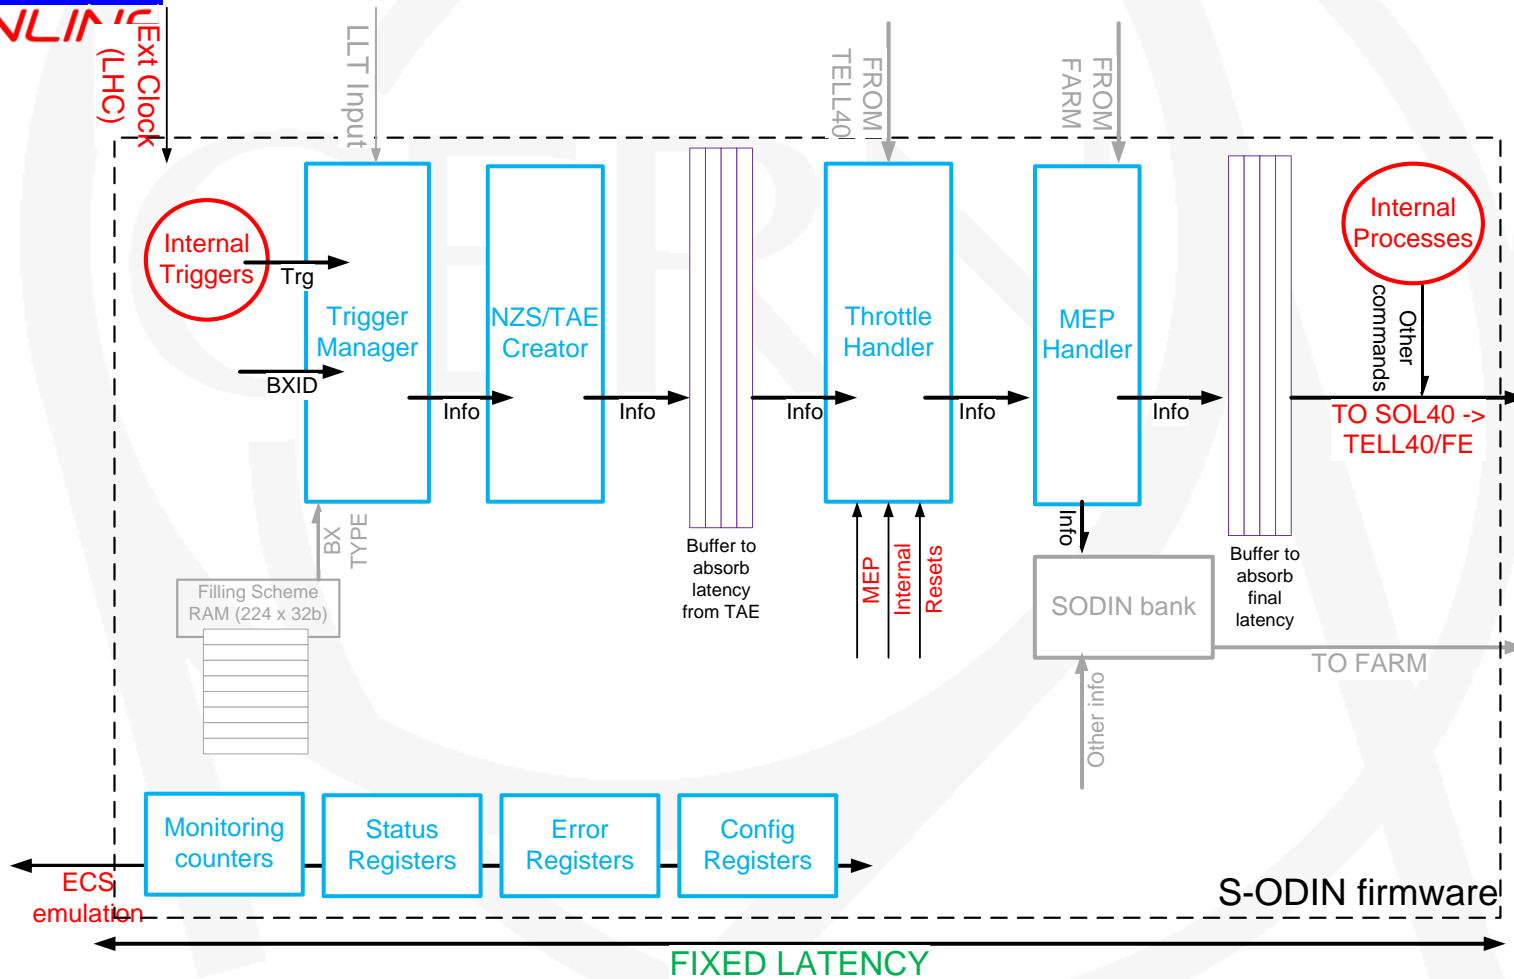 NLINE
Ext Clock
(LHC)
LLT Input
FROM
TELL40
FROM
FARM
Internal
Triggers
Trg
BXID
Trigger
Manager
Info
NZS/TAE
Creator
Info
Info
Throttle
Handler
Info
MEP
Handler
Info
Internal
Processes
Other
commands
TO SOL40 ->
TELL40/FE
BX
TYPE
Filling Scheme
RAM (224 x 32b)
Buffer to
absorb
latency
from TAE
MEP
Internal
Resets
Info
SODIN bank
Other info
Buffer to
absorb
final
latency
TO FARM
Monitoring
counters
Status
Registers
Error
Registers
Config
Registers
ECS
emulation
S-ODIN firmware
FIXED LATENCY
CERN